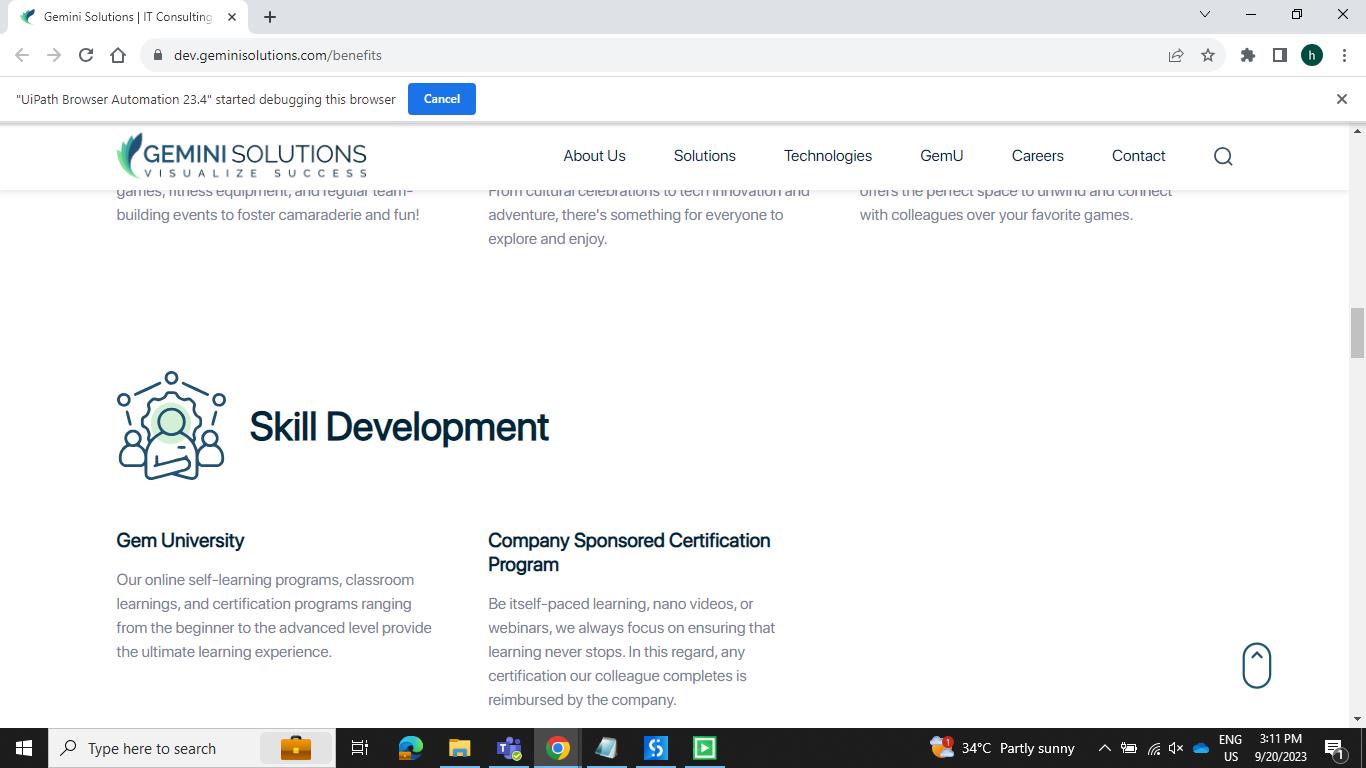 Gemini Solutions | IT Consulting
dev.geminisolutions.com/benefits
h
"UiPath Browser Automation 23.4" started debugging this browser
Cancel
GEMINI SOLUTIONS
VISUALIZE SUCCESS
About Us
Solutions
Technologies
GemU
Careers
Contact
games, fitness equipment, and regular team-
building events to foster camaraderie and fun!
From cultural celebrations to tech innovation and
adventure, there's something for everyone to
explore and enjoy.
offers the perfect space to unwind and connect
with colleagues over your favorite games.
Skill Development
Gem University
Our online self-learning programs, classroom
learnings, and certification programs ranging
from the beginner to the advanced level provide
the ultimate learning experience.
Company Sponsored Certification
Program
Be itself-paced learning, nano videos, or
webinars, we always focus on ensuring that
learning never stops. In this regard, any
certification our colleague completes is
reimbursed by the company.
Type here to search
1
34°C Partly sunny
ENG
US
3:11 PM
9/20/2023
1